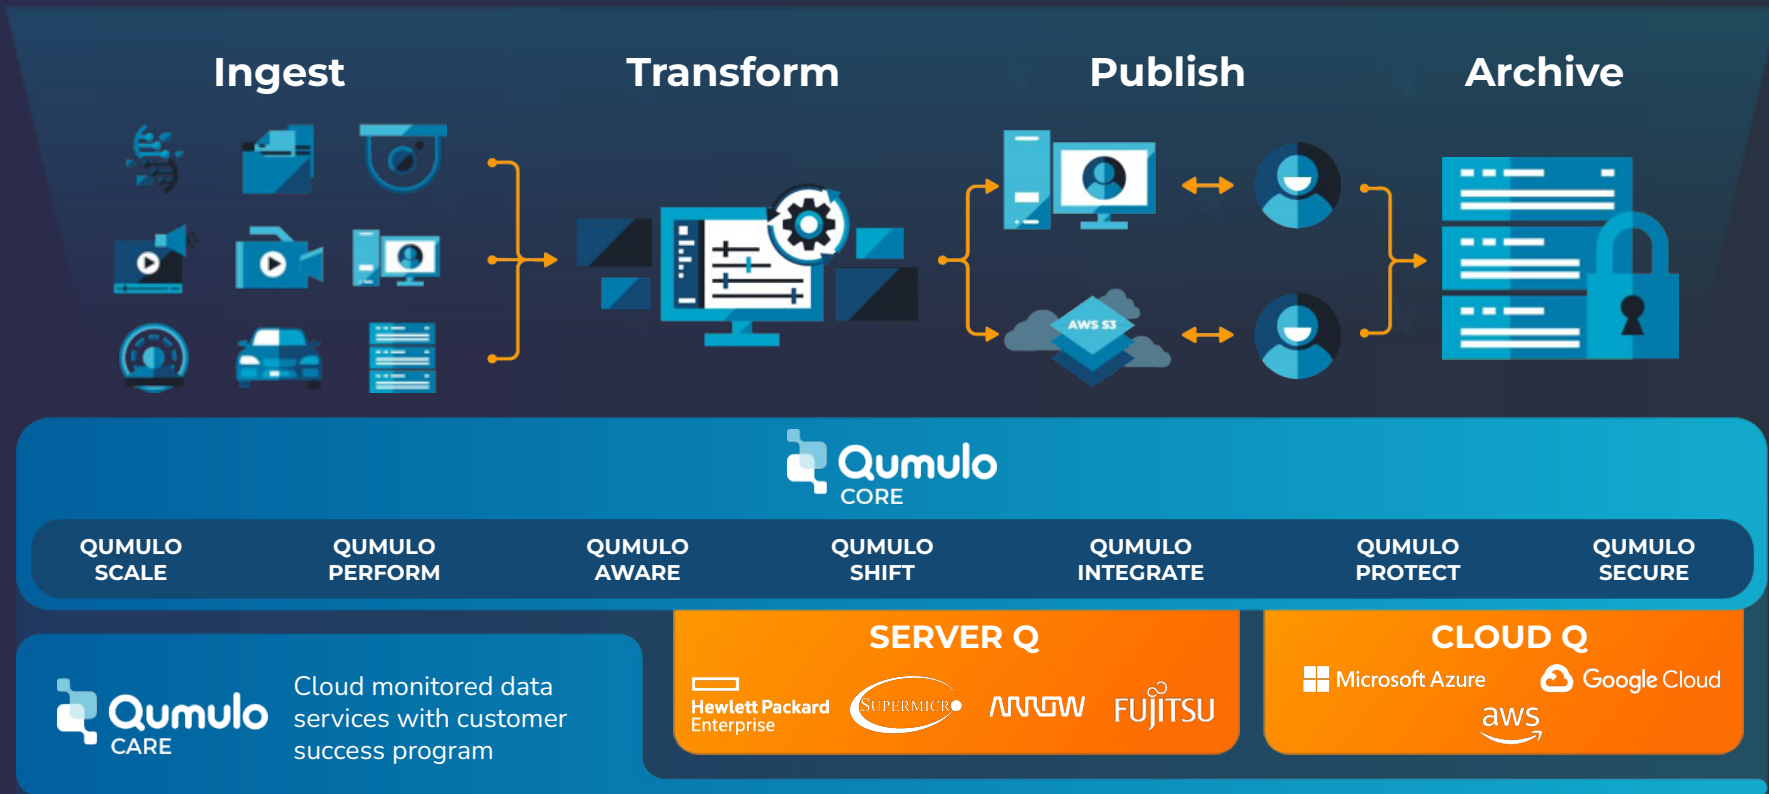 Ingest
Transform
Publish
Archive
AWS S3
Qumulo
CORE
QUMULO
SCALE
QUMULO
PERFORM
QUMULO
AWARE
QUMULO
SHIFT
QUMULO
INTEGRATE
QUMULO
PROTECT
QUMULO
SECURE
Qumulo
CARE
Cloud monitored data
services with customer
success program
SERVER Q
Hewlett Packard
Enterprise
SUPERMICRO
ARROW
FUJITSU
CLOUD Q
Microsoft Azure
Google Cloud
aws